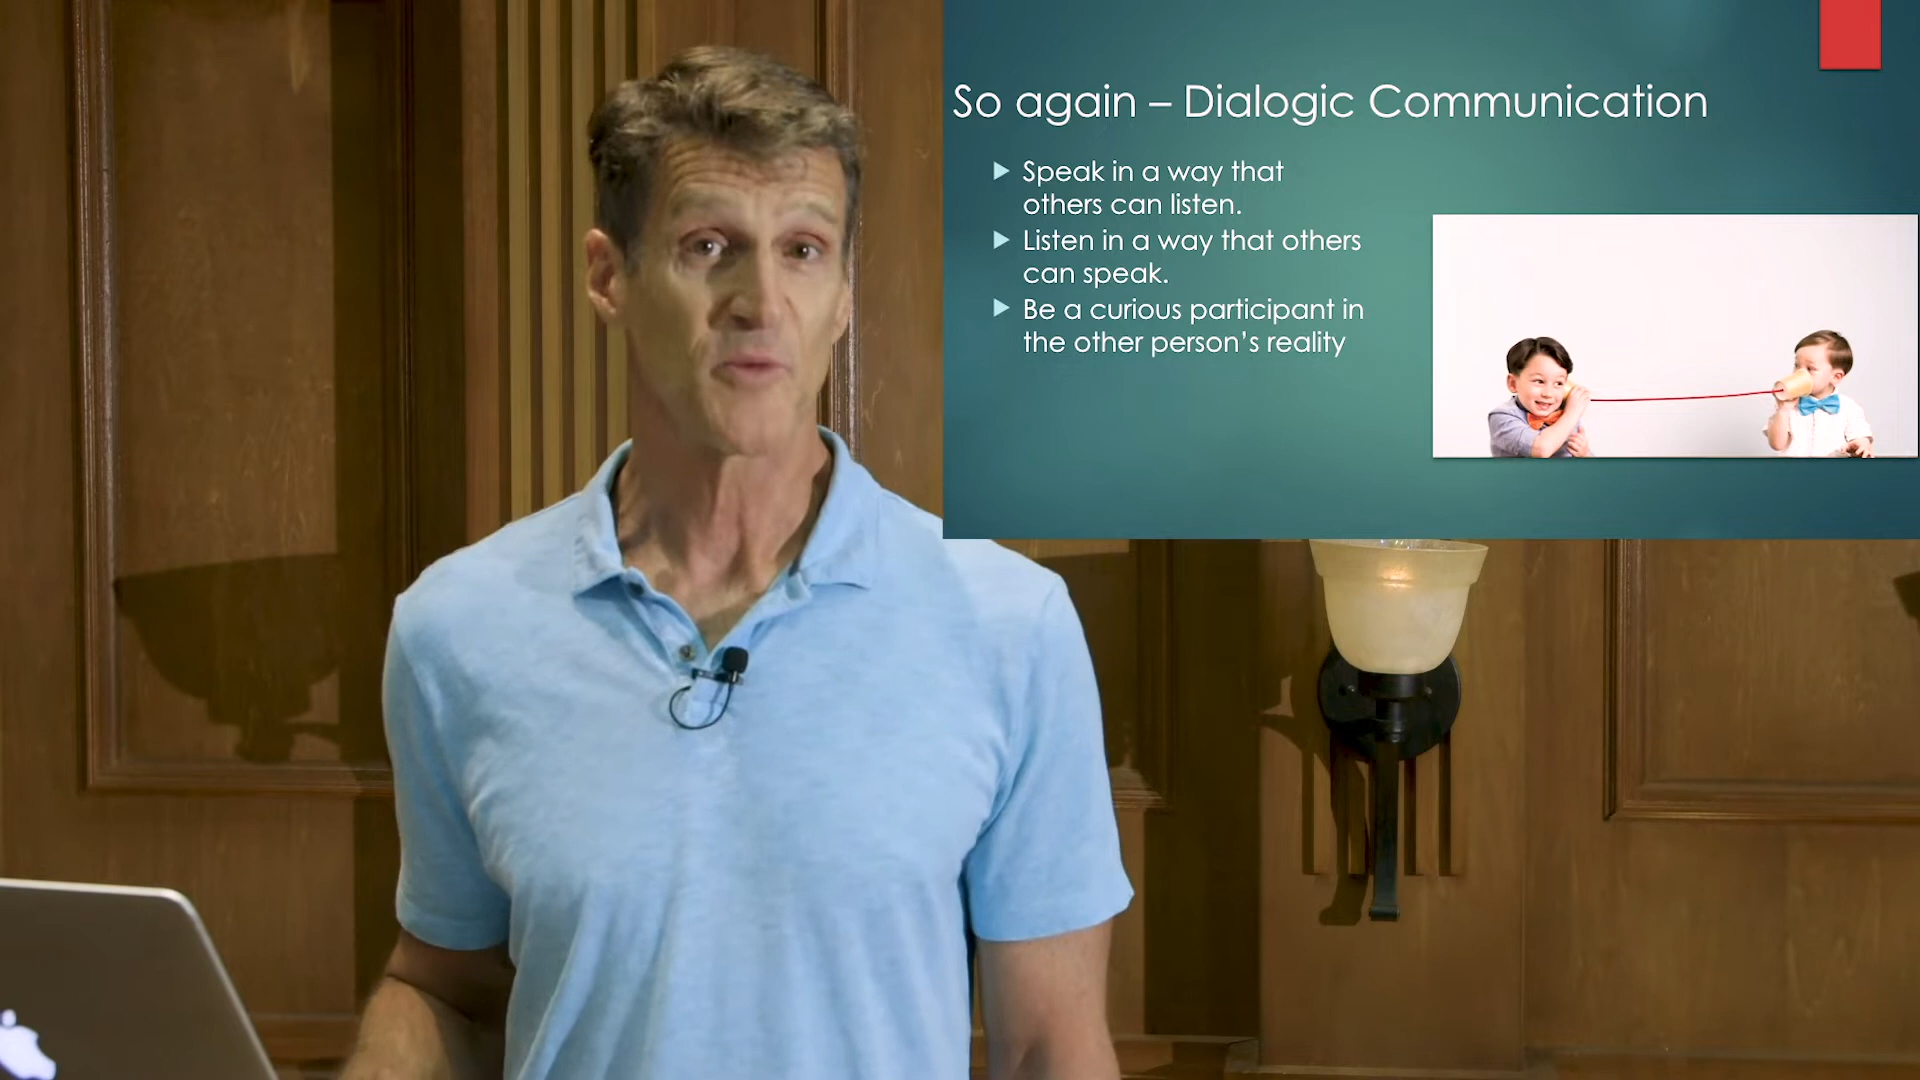 So again – Dialogic Communication
Speak in a way that
others can listen.
Listen in a way that others
can speak.
Be a curious participant in
the other person's reality